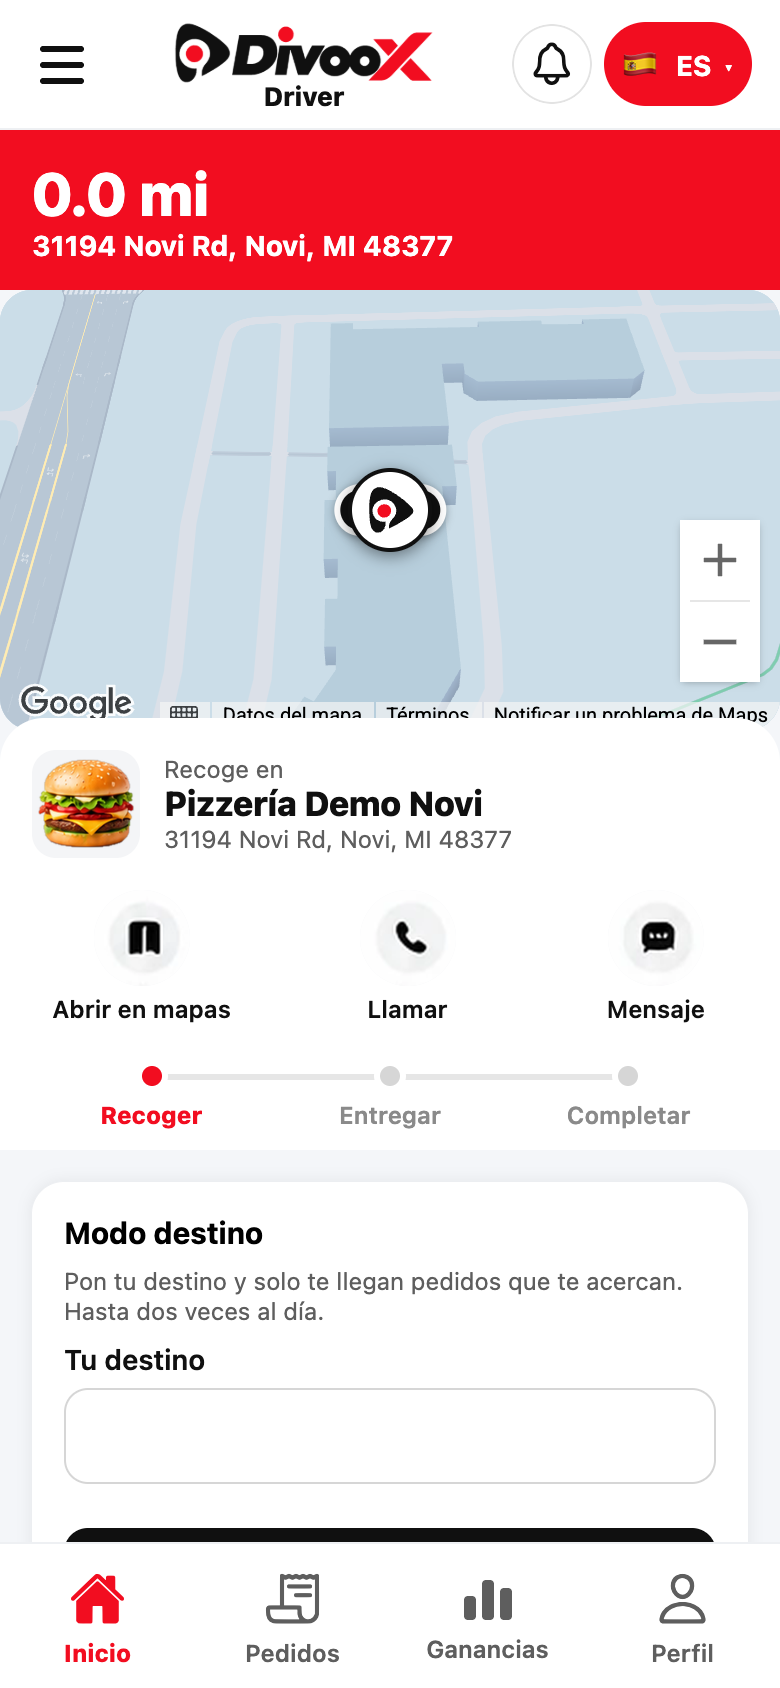 DivooX
Driver
ES
0.0 mi
31194 Novi Rd, Novi, MI 48377
Google
Datos del mapa
Términos
Notificar un problema de Maps
Recoge en
Pizzería Demo Novi
31194 Novi Rd, Novi, MI 48377
Abrir en mapas
Llamar
Mensaje
Recoger
Entregar
Completar
Modo destino
Pon tu destino y solo te llegan pedidos que te acercan.
Hasta dos veces al día.
Tu destino
Inicio
Pedidos
Ganancias
Perfil